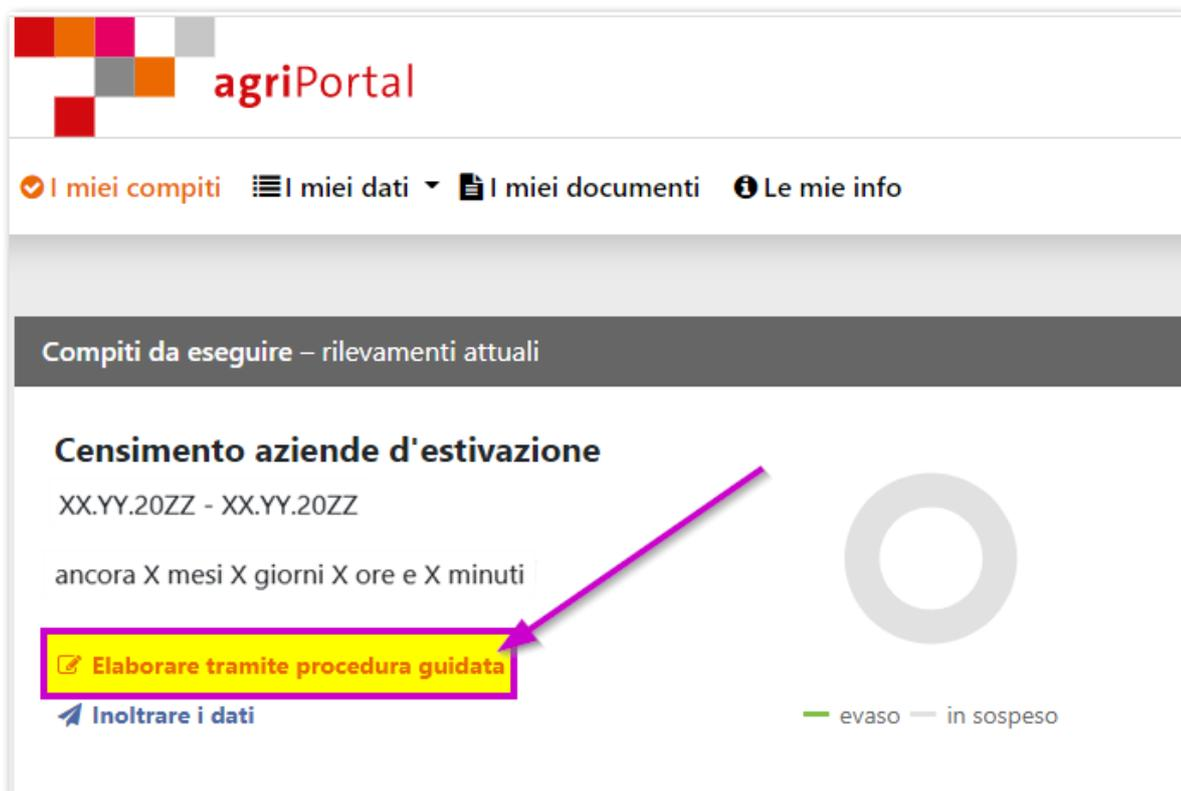 agriPortal
I miei compiti I miei dati I miei documenti Le mie info
Compiti da eseguire – rilevamenti attuali
Censimento aziende d'estivazione
XX.YY.20ZZ - XX.YY.20ZZ
ancora X mesi X giorni X ore e X minuti
Elaborare tramite procedura guidata
Inoltrare i dati
evaso in sospeso